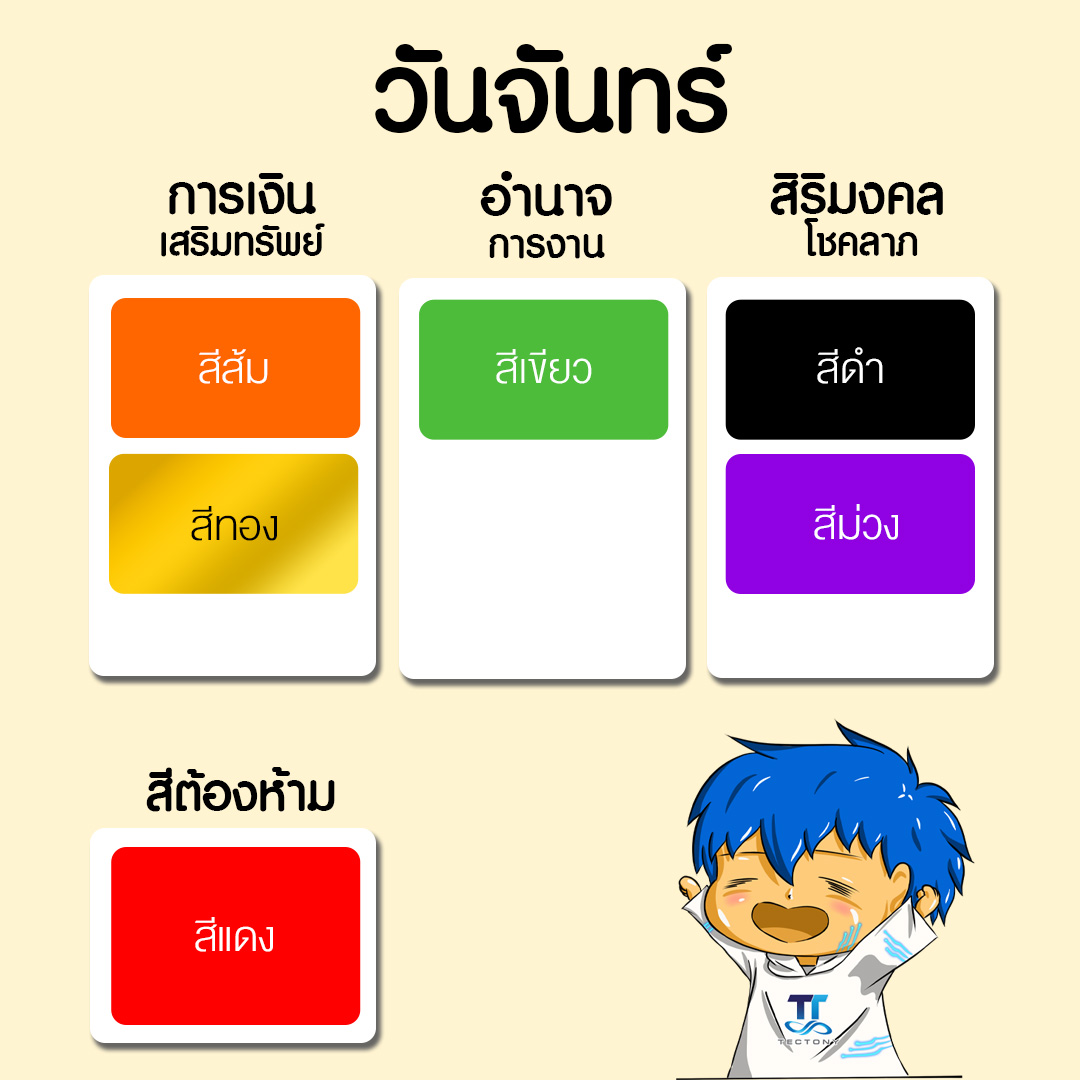 วันจันทร์
การเงิน
เสริมทรัพย์
สีส้ม
สีทอง
อำนาจ
การงาน
สีเขียว
สิริมงคล
โชคลาภ
สีดำ
สีม่วง
สีต้องห้าม
สีแดง
TT
TECTONY